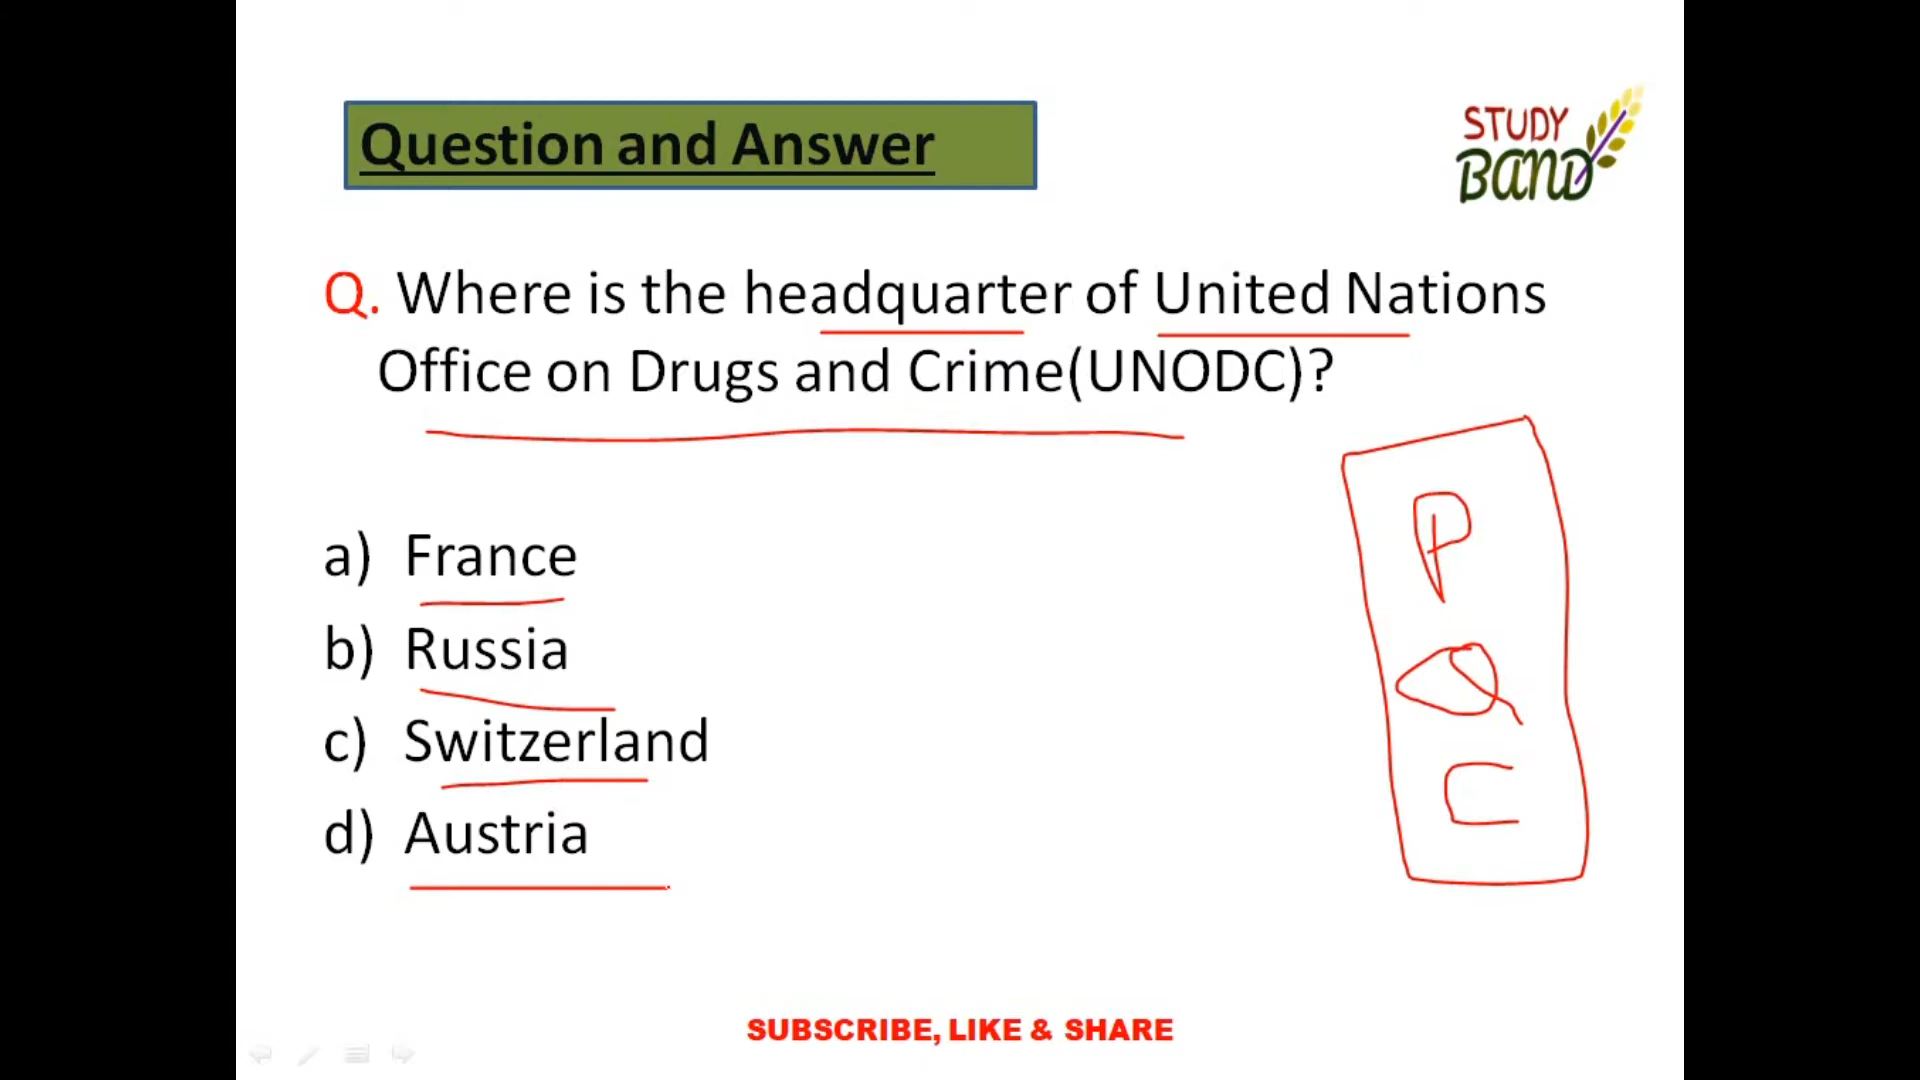 Question and Answer
STUDY
BAND
Q. Where is the headquarter of United Nations
Office on Drugs and Crime(UNODC)?
a) France
b) Russia
c) Switzerland
d) Austria
P
Q
C
SUBSCRIBE, LIKE & SHARE